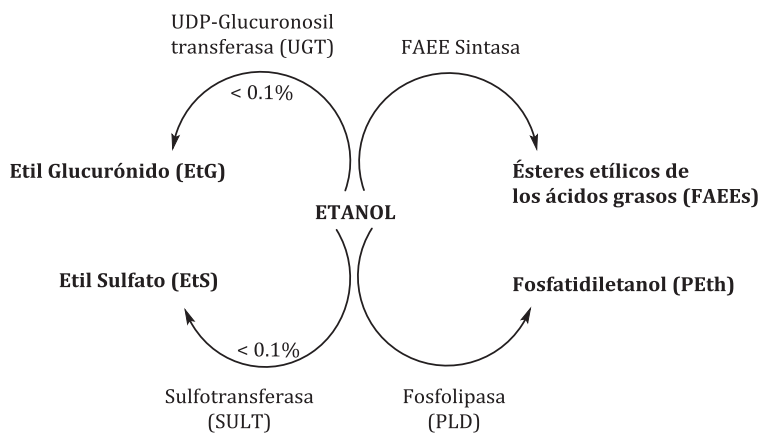 UDP-Glucuronosil
transferasa (UGT)
FAEE Sintasa
< 0.1%
Etil Glucurónido (EtG)
Ésteres etílicos de
los ácidos grasos (FAEEs)
ETANOL
Etil Sulfato (EtS)
Fosfatidiletanol (PEth)
< 0.1%
Sulfotransferasa
(SULT)
Fosfolipasa
(PLD)